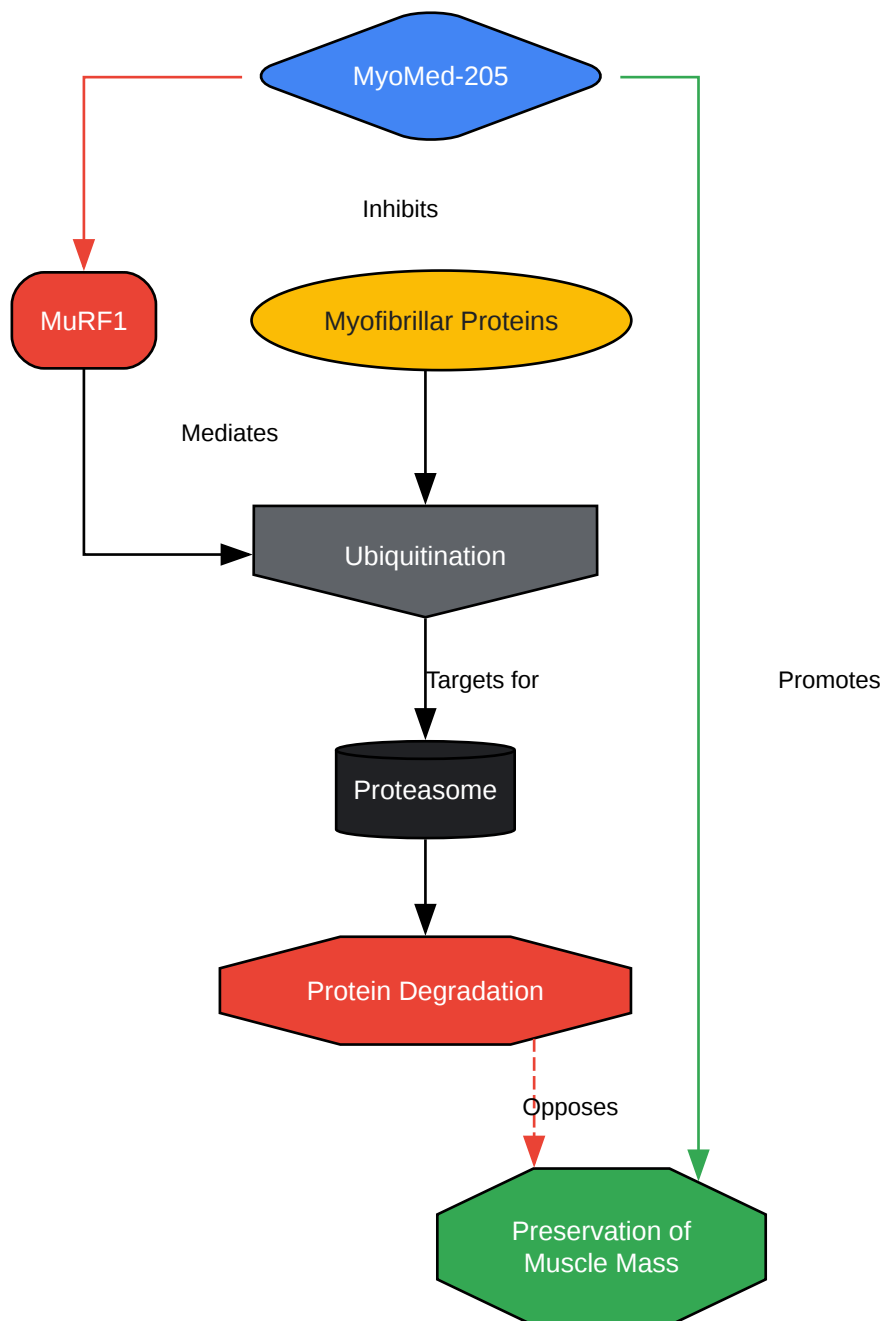 MyoMed-205
Inhibits
MuRF1
Myofibrillar Proteins
Mediates
Ubiquitination
Targets for
Promotes
Proteasome
Protein Degradation
Opposes
Preservation of
Muscle Mass